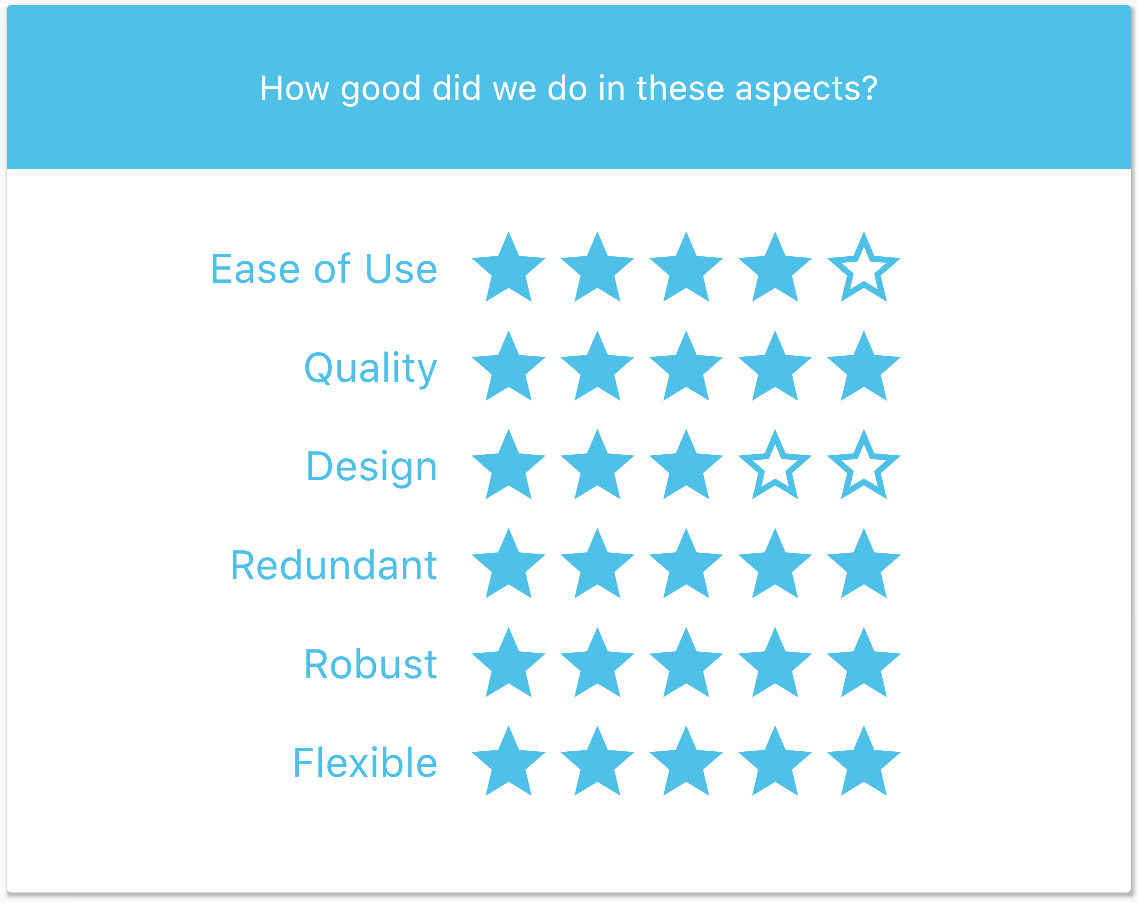 How good did we do in these aspects?
Ease of Use
Quality
Design
Redundant
Robust
Flexible